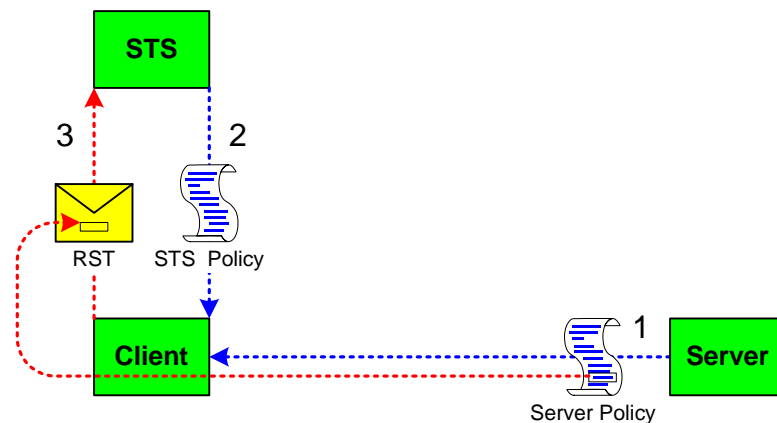 STS
3
2
RST
STS Policy
1
Client
Server
Server Policy